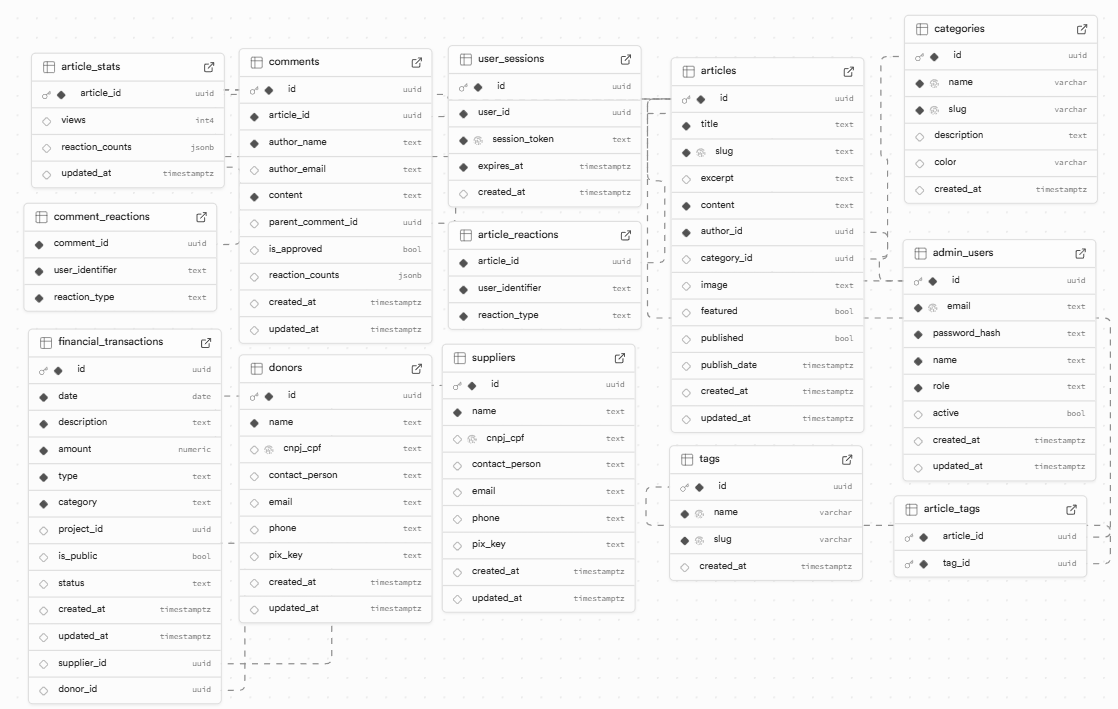 article_stats
article_id uuid
views int4
reaction_counts jsonb
updated_at timestamptz
comments
id uuid
article_id uuid
author_name text
author_email text
content text
parent_comment_id uuid
is_approved bool
reaction_counts jsonb
created_at timestamptz
updated_at timestamptz
user_sessions
id uuid
user_id uuid
session_token text
expires_at timestamptz
created_at timestamptz
articles
id uuid
title text
slug text
excerpt text
content text
author_id uuid
category_id uuid
image text
featured bool
published bool
publish_date timestamptz
created_at timestamptz
updated_at timestamptz
categories
id uuid
name varchar
slug varchar
description text
color varchar
created_at timestamptz
comment_reactions
comment_id uuid
user_identifier text
reaction_type text
article_reactions
article_id uuid
user_identifier text
reaction_type text
admin_users
id uuid
email text
password_hash text
name text
role text
active bool
created_at timestamptz
updated_at timestamptz
financial_transactions
id uuid
date date
description text
amount numeric
type text
category text
project_id uuid
is_public bool
status text
created_at timestamptz
updated_at timestamptz
supplier_id uuid
donor_id uuid
donors
id uuid
name text
cnpj_cpf text
contact_person text
email text
phone text
pix_key text
created_at timestamptz
updated_at timestamptz
suppliers
id uuid
name text
cnpj_cpf text
contact_person text
email text
phone text
pix_key text
created_at timestamptz
updated_at timestamptz
tags
id uuid
name varchar
slug varchar
created_at timestamptz
article_tags
article_id uuid
tag_id uuid